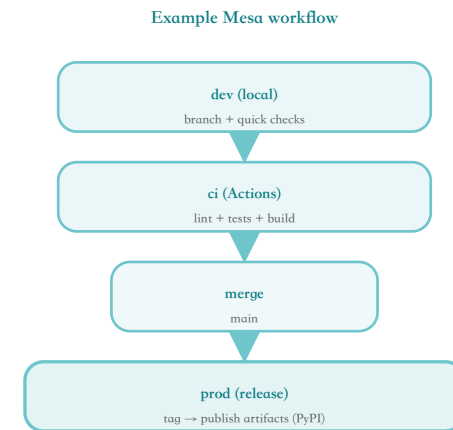 Example Mesa workflow
dev (local)
branch + quick checks
ci (Actions)
lint + tests + build
merge
main
prod (release)
tag → publish artifacts (PyPI)